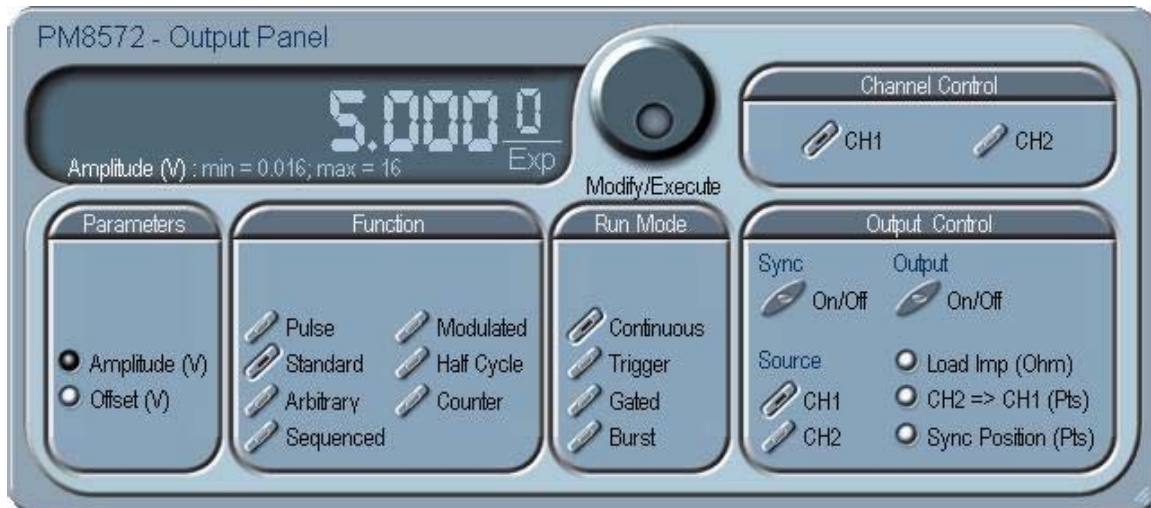 PM8572 - Output Panel
5.000 0
Exp
Amplitude (V) : min = 0.016; max = 16
Modify/Execute
Channel Control
CH1 CH2
Parameters
Amplitude (V)
Offset (V)
Function
Pulse Modulated
Standard Half Cycle
Arbitrary Counter
Sequenced
Run Mode
Continuous
Trigger
Gated
Burst
Output Control
Sync Output
On/Off On/Off
Source Load Imp (Ohm)
CH1 CH2 => CH1 (Pts)
CH2 Sync Position (Pts)